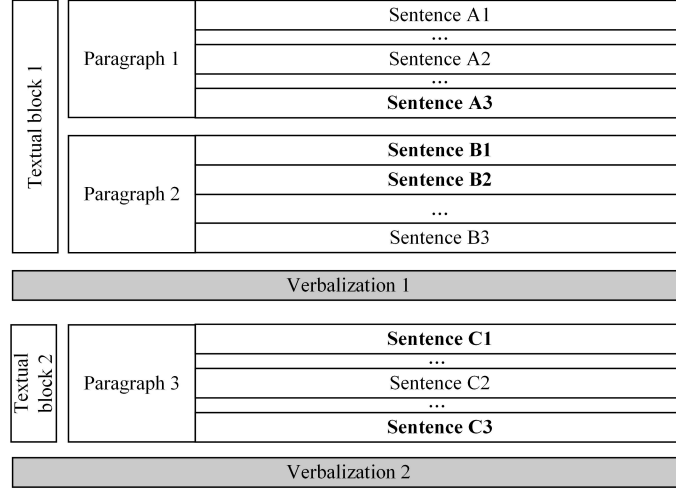 Textual block 1
Paragraph 1
Sentence A1
...
Sentence A2
...
Sentence A3
Paragraph 2
Sentence B1
Sentence B2
...
Sentence B3
Verbalization 1
Textual
block 2
Paragraph 3
Sentence C1
...
Sentence C2
...
Sentence C3
Verbalization 2